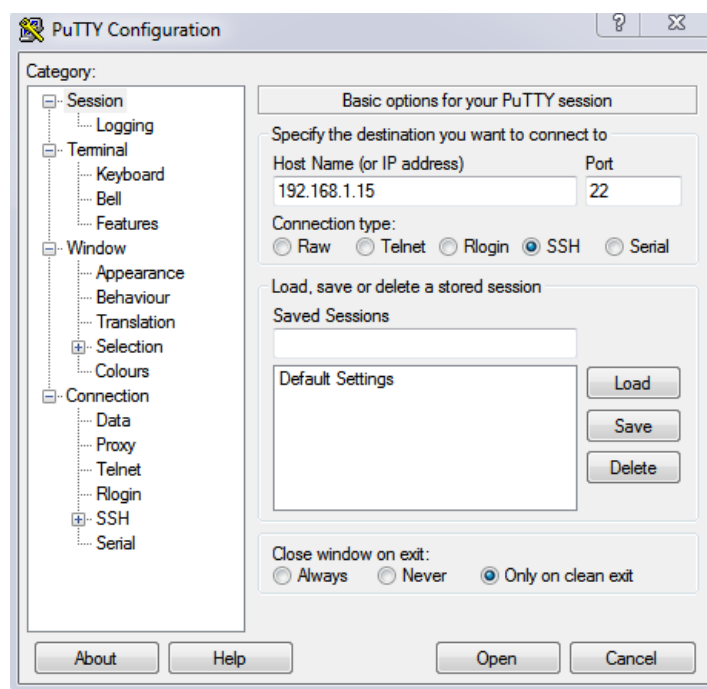 PuTTY Configuration
Category:
Session
Logging
Terminal
Keyboard
Bell
Features
Window
Appearance
Behaviour
Translation
Selection
Colours
Connection
Data
Proxy
Telnet
Rlogin
SSH
Serial
Basic options for your PuTTY session
Specify the destination you want to connect to
Host Name (or IP address) Port
192.168.1.15 22
Connection type:
Raw Telnet Rlogin SSH Serial
Load, save or delete a stored session
Saved Sessions
Default Settings
Load
Save
Delete
Close window on exit:
Always Never Only on clean exit
About Help Open Cancel